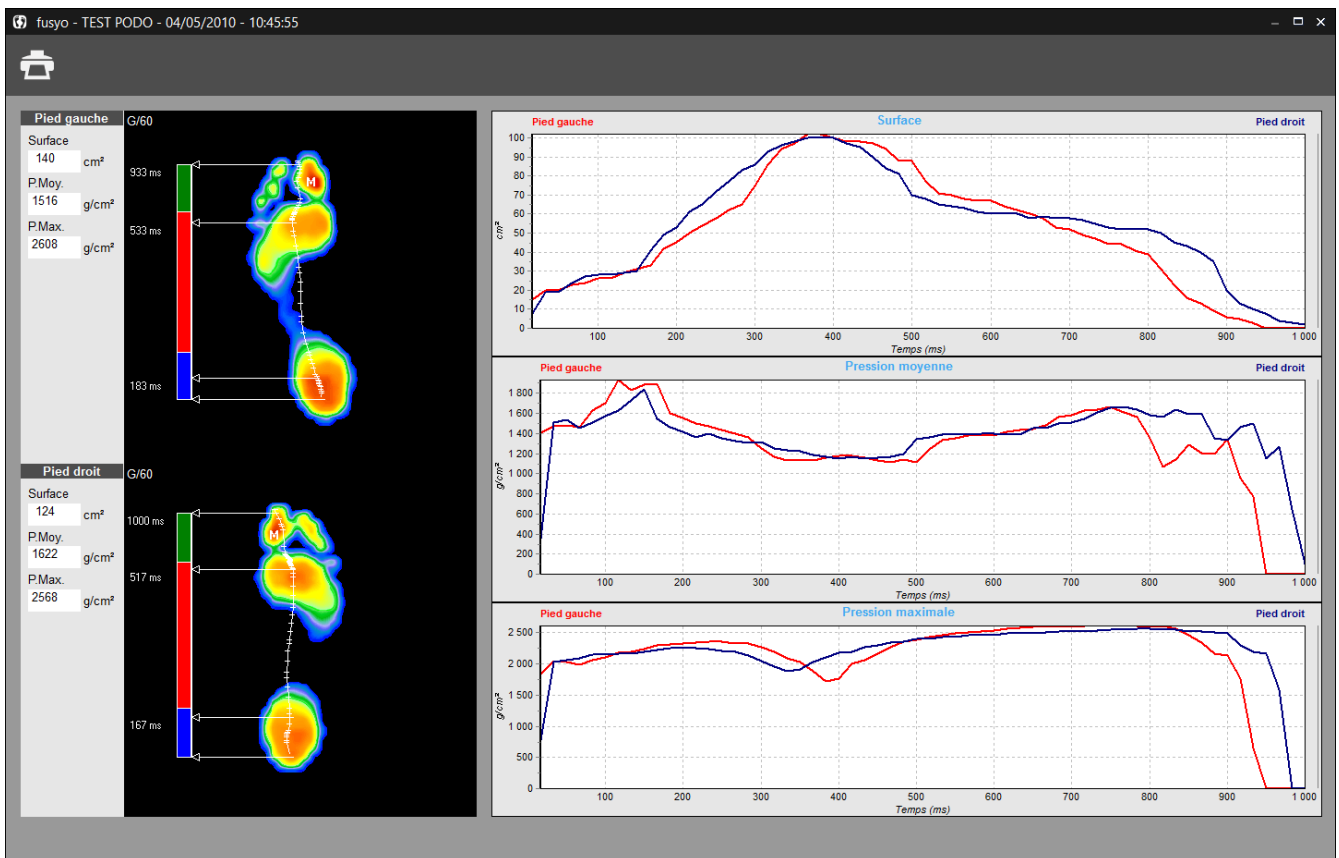 fusyo - TEST PODO - 04/05/2010 - 10:45:55
Pied gauche
Surface
140 cm²
P.Moy.
1516 g/cm²
P.Max.
2608 g/cm²
G/60
933 ms
533 ms
183 ms
M
Pied droit
Surface
124 cm²
P.Moy.
1622 g/cm²
P.Max.
2568 g/cm²
G/60
1000 ms
517 ms
167 ms
M
Pied gauche Surface Pied droit
cm²
100
90
80
70
60
50
40
30
20
10
0
100 200 300 400 500 600 700 800 900 1 000
Temps (ms)
Pied gauche Pression moyenne Pied droit
g/cm²
1 800
1 600
1 400
1 200
1 000
800
600
400
200
0
100 200 300 400 500 600 700 800 900 1 000
Temps (ms)
Pied gauche Pression maximale Pied droit
g/cm²
2 500
2 000
1 500
1 000
500
0
100 200 300 400 500 600 700 800 900 1 000
Temps (ms)